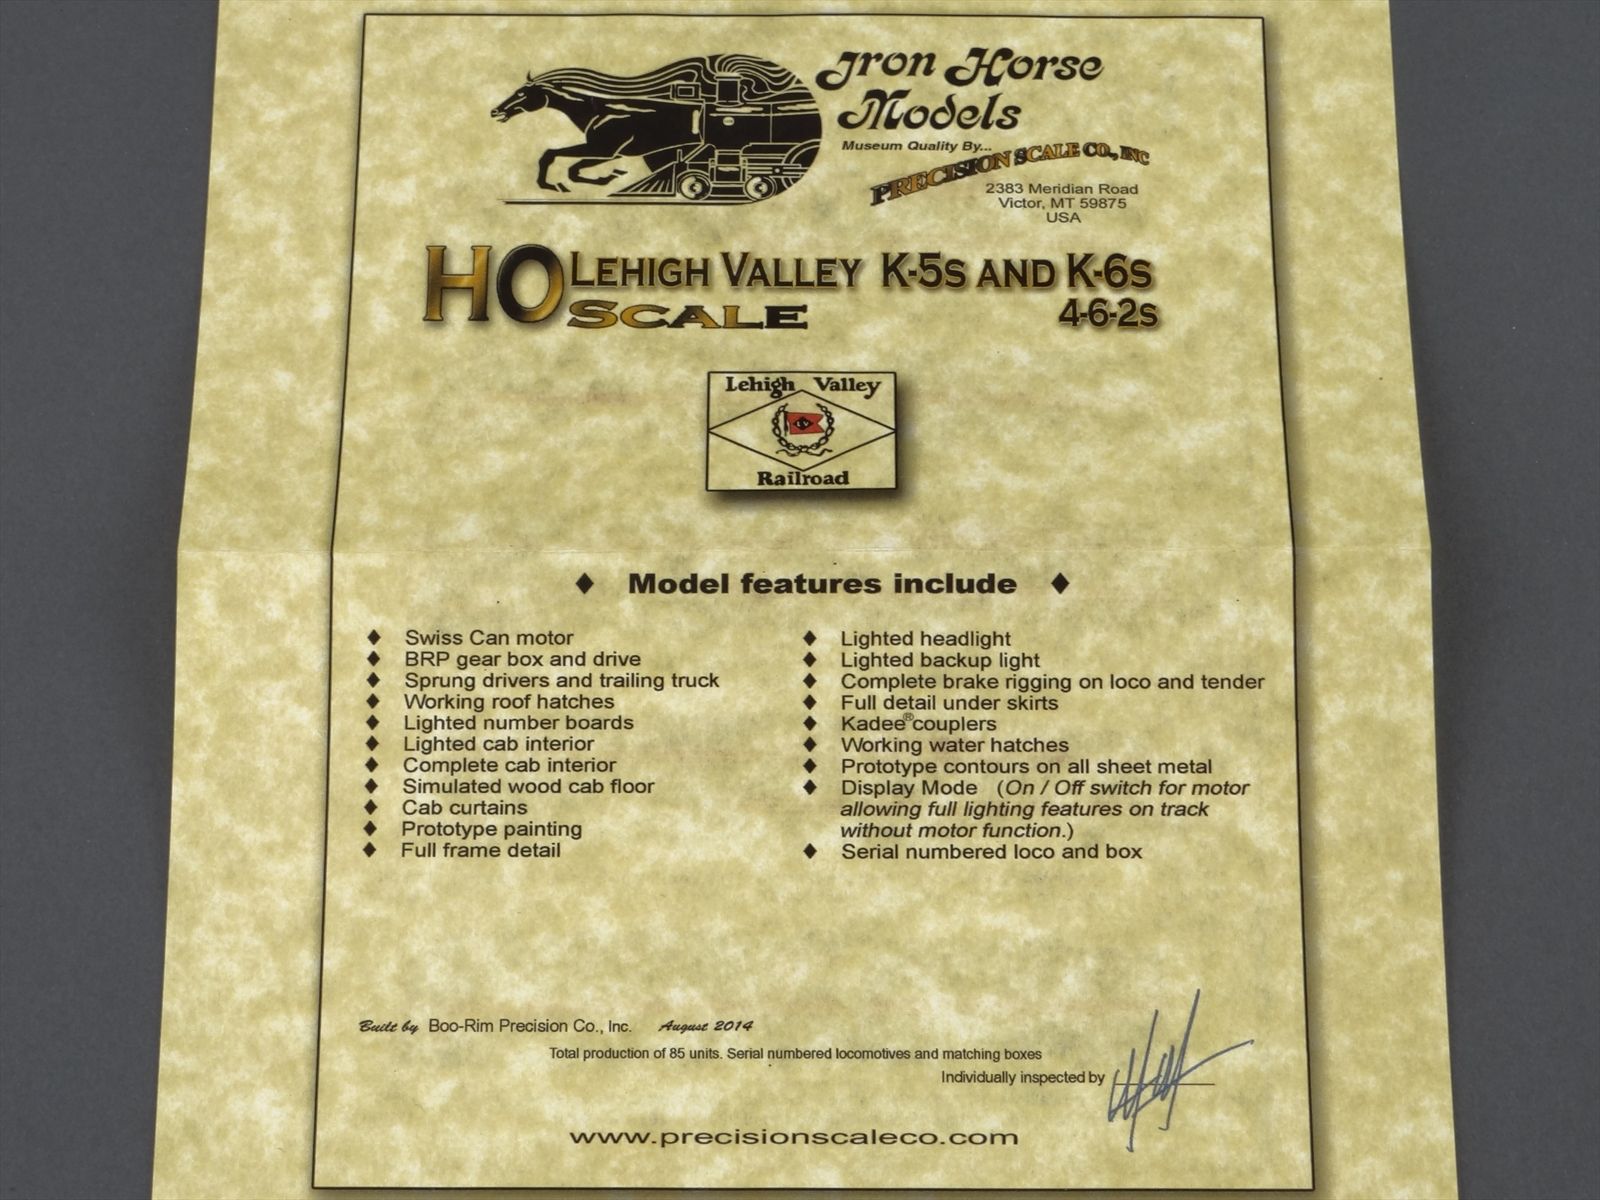 Iron Horse
Models
Museum Quality By...
PRECISION SCALE CO., INC
2383 Meridian Road
Victor, MT 59875
USA
HO LEHIGH VALLEY K-5S AND K-6S
SCALE 4-6-2S
Lehigh Valley
LV
Railroad
♦ Model features include ♦
♦ Swiss Can motor
♦ BRP gear box and drive
♦ Sprung drivers and trailing truck
♦ Working roof hatches
♦ Lighted number boards
♦ Lighted cab interior
♦ Complete cab interior
♦ Simulated wood cab floor
♦ Cab curtains
♦ Prototype painting
♦ Full frame detail
♦ Lighted headlight
♦ Lighted backup light
♦ Complete brake rigging on loco and tender
♦ Full detail under skirts
♦ Kadee® couplers
♦ Working water hatches
♦ Prototype contours on all sheet metal
♦ Display Mode (On / Off switch for motor
allowing full lighting features on track
without motor function.)
♦ Serial numbered loco and box
Built by Boo-Rim Precision Co., Inc. August 2014
Total production of 85 units. Serial numbered locomotives and matching boxes
Individually inspected by
www.precisionscaleco.com